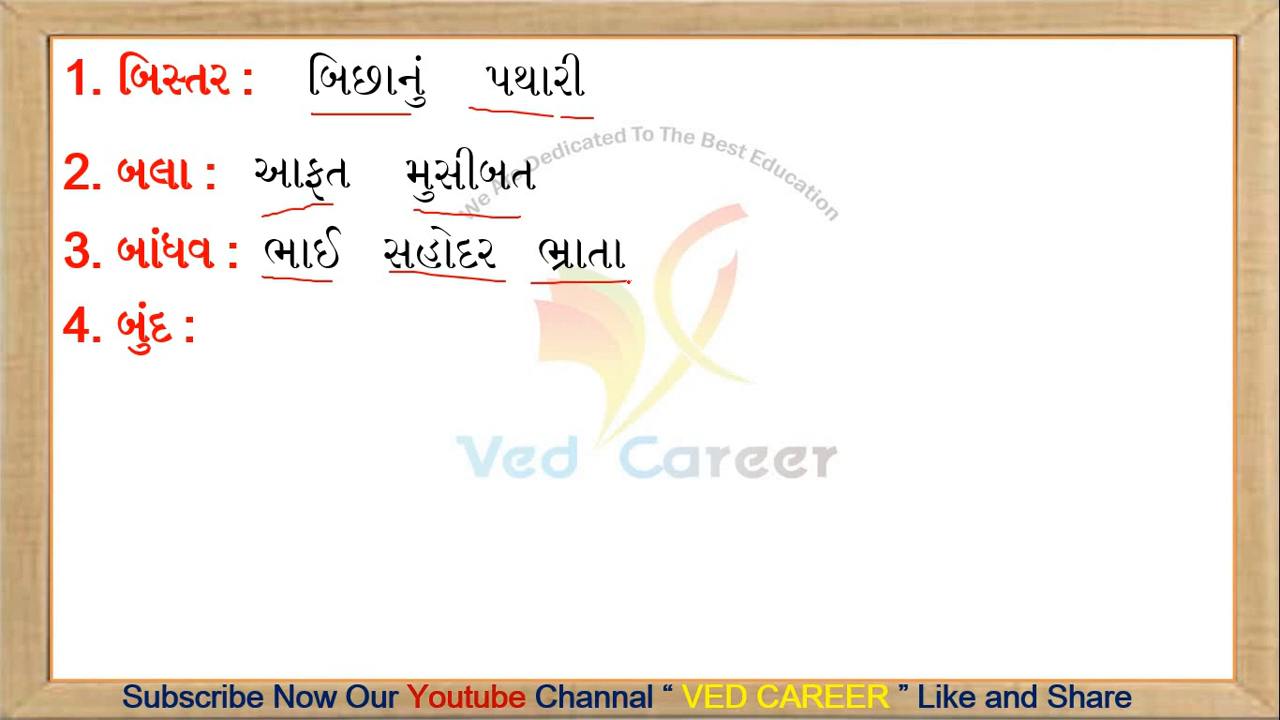 1. બિસ્તર : બિછાનું પથારી
We Are Dedicated To The Best Education
2. બલા : આફત મુસીબત
3. બાંધવ : ભાઈ સહોદર ભ્રાતા
4. બુંદ :
Ved Career
Subscribe Now Our Youtube Channal “ VED CAREER ” Like and Share